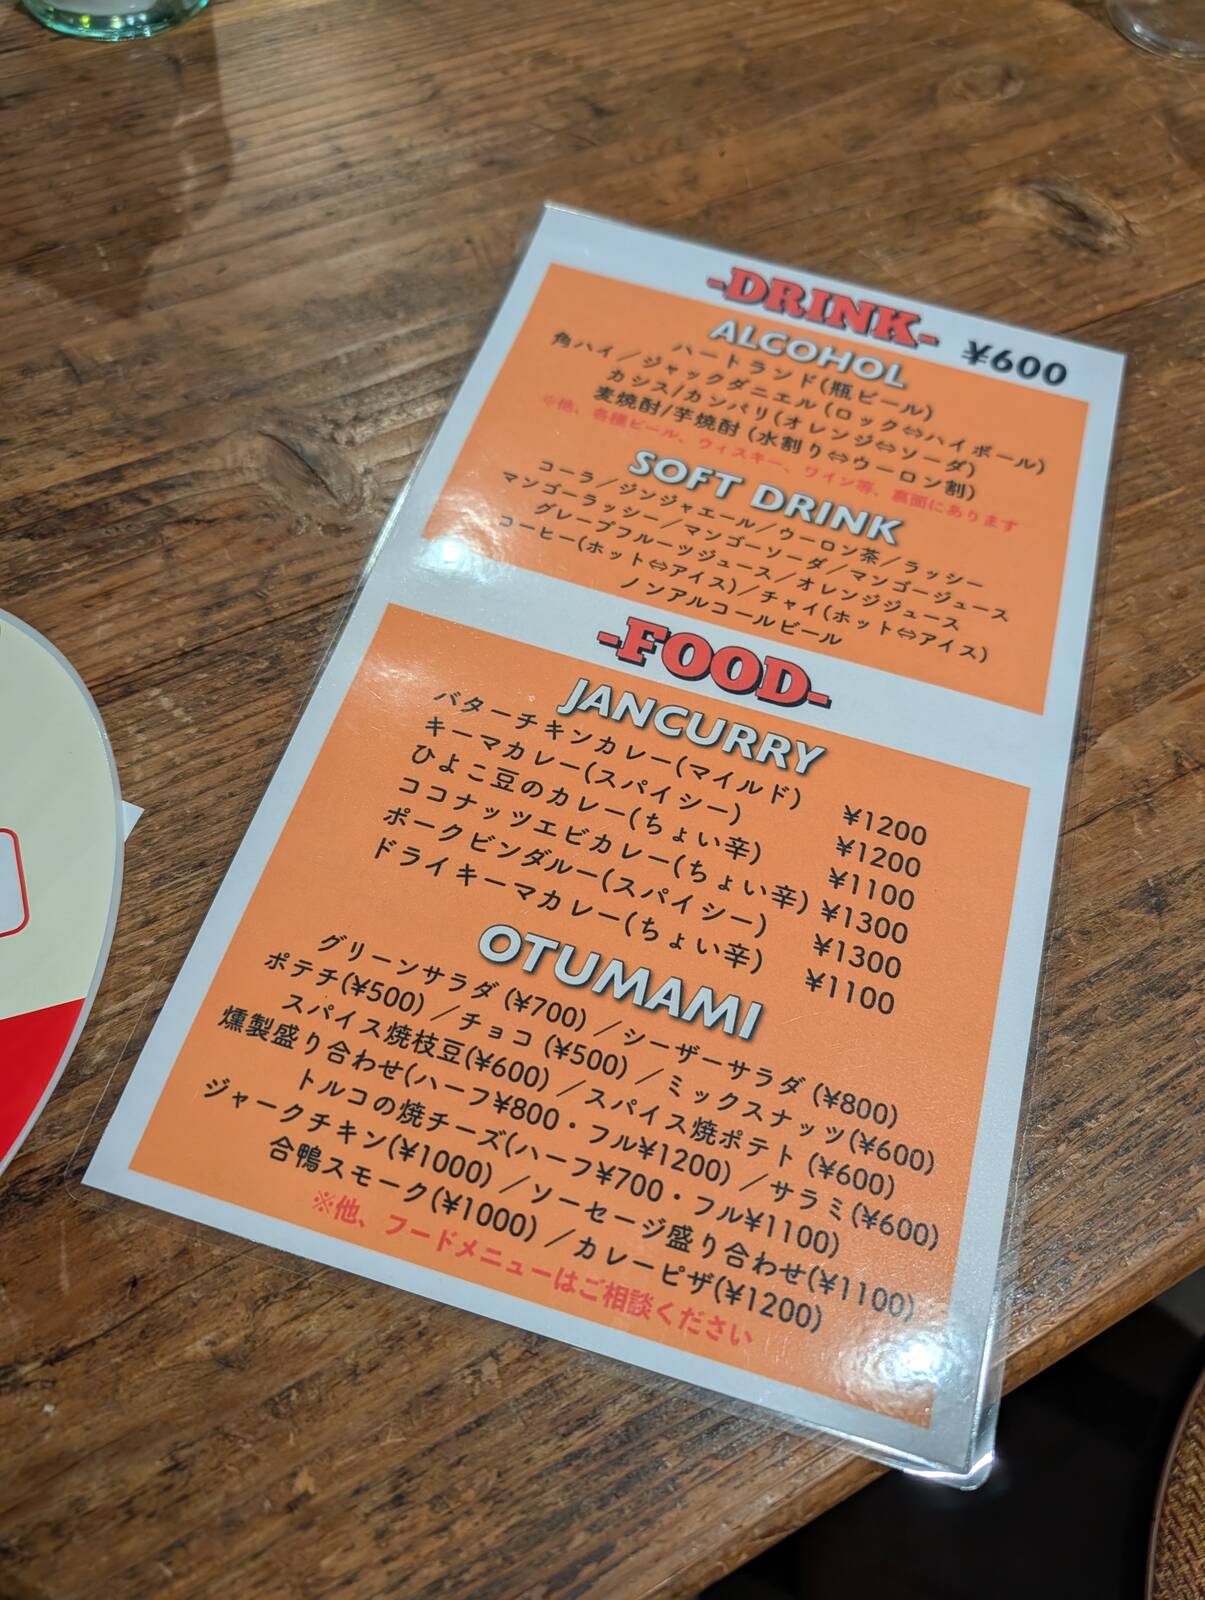 -DRINK- ¥600
ALCOHOL
ハートランド(瓶ビール)
角ハイ／ジャックダニエル(ロック⇔ハイボール)
カシス/カンパリ(オレンジ⇔ソーダ)
麦焼酎/芋焼酎(水割り⇔ウーロン割)
※他、各種ビール、ウィスキー、ワイン等、裏面にあります
SOFT DRINK
コーラ／ジンジャエール／ウーロン茶／ラッシー
マンゴーラッシー／マンゴーソーダ／マンゴージュース
グレープフルーツジュース／オレンジジュース
コーヒー(ホット⇔アイス)／チャイ(ホット⇔アイス)
ノンアルコールビール
-FOOD-
JANCURRY
バターチキンカレー(マイルド) ¥1200
キーマカレー(スパイシー) ¥1200
ひよこ豆のカレー(ちょい辛) ¥1100
ココナッツエビカレー(ちょい辛) ¥1300
ポークビンダルー(スパイシー) ¥1300
ドライキーマカレー(ちょい辛) ¥1100
OTUMAMI
グリーンサラダ(¥700)／シーザーサラダ(¥800)
ポテチ(¥500)／チョコ(¥500)／ミックスナッツ(¥600)
スパイス焼枝豆(¥600)／スパイス焼ポテト(¥600)
燻製盛り合わせ(ハーフ¥800・フル¥1200)／サラミ(¥600)
トルコの焼チーズ(ハーフ¥700・フル¥1100)
ジャークチキン(¥1000)／ソーセージ盛り合わせ(¥1100)
合鴨スモーク(¥1000)／カレーピザ(¥1200)
※他、フードメニューはご相談ください